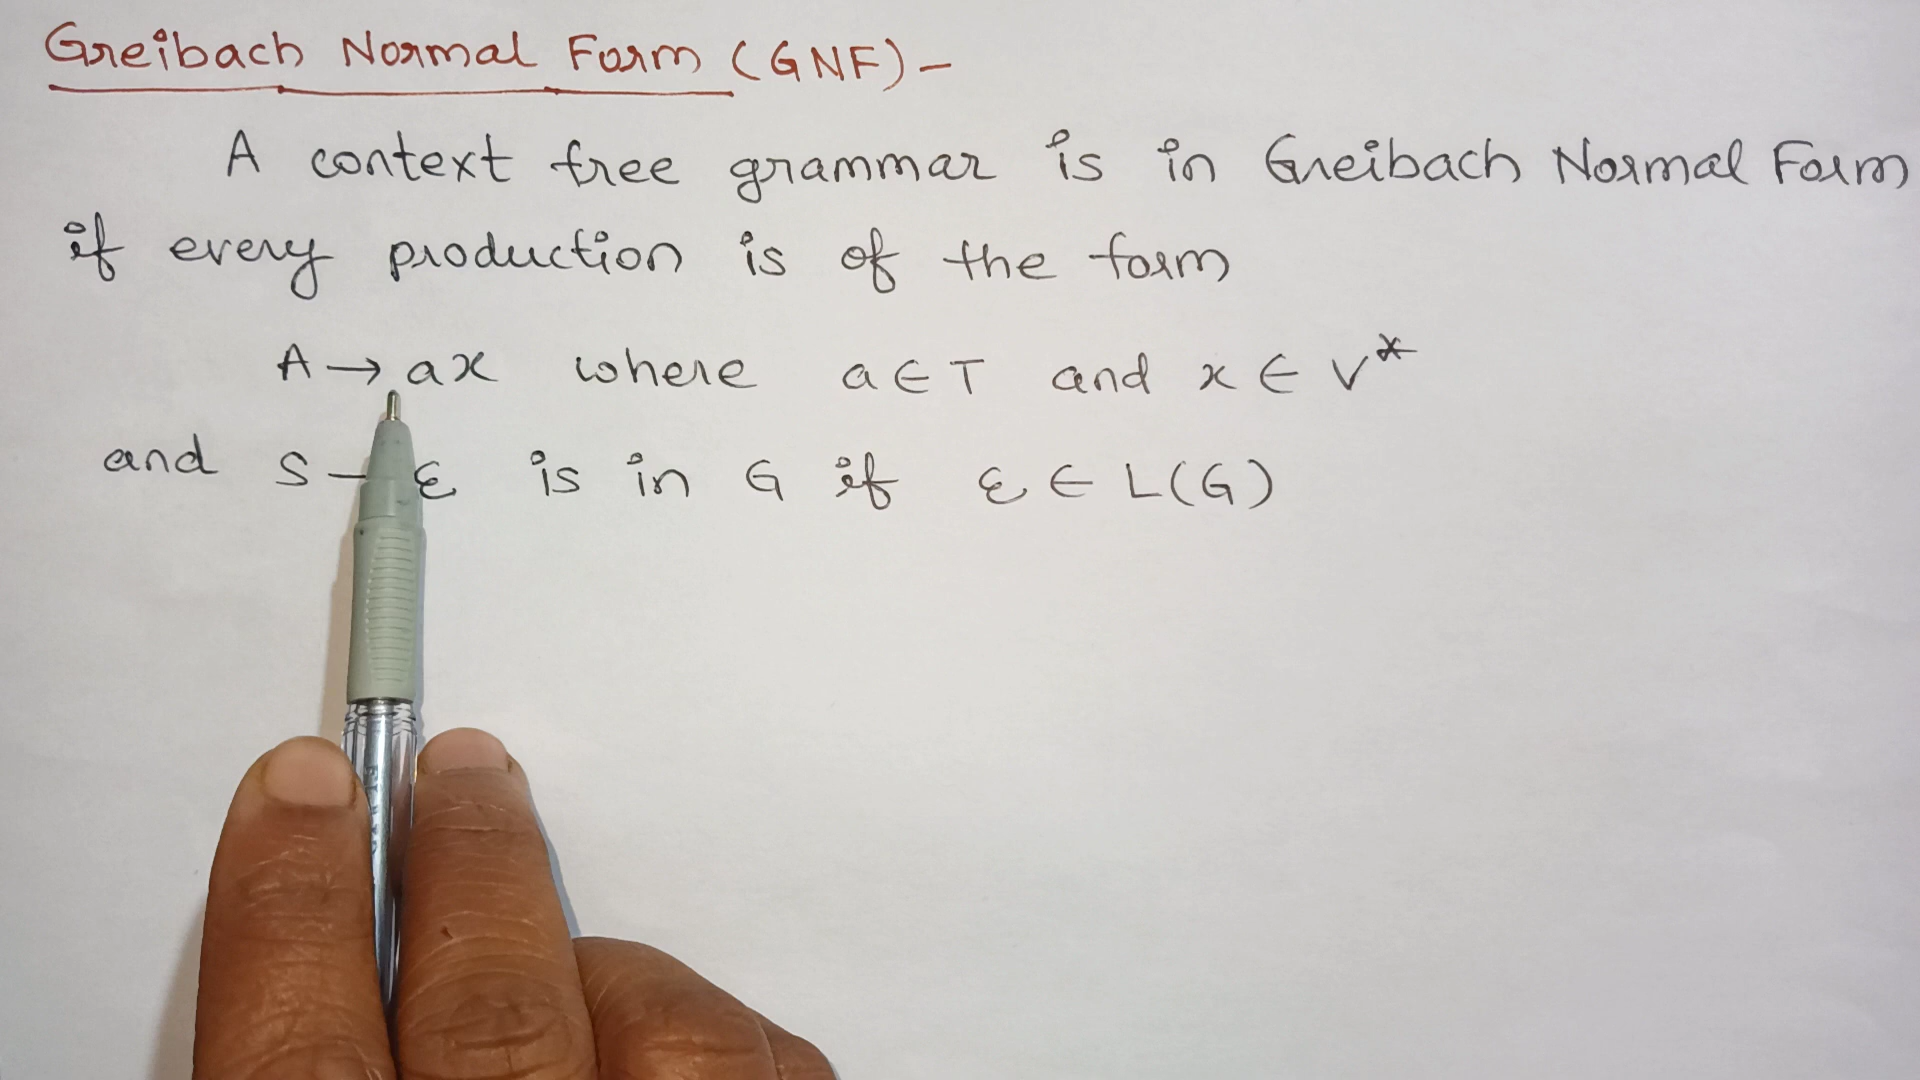 Greibach Normal Form (GNF) -
A context free grammar is in Greibach Normal Form
if every production is of the form
A → ax where a ∈ T and x ∈ V*
and S → ε is in G if ε ∈ L(G)